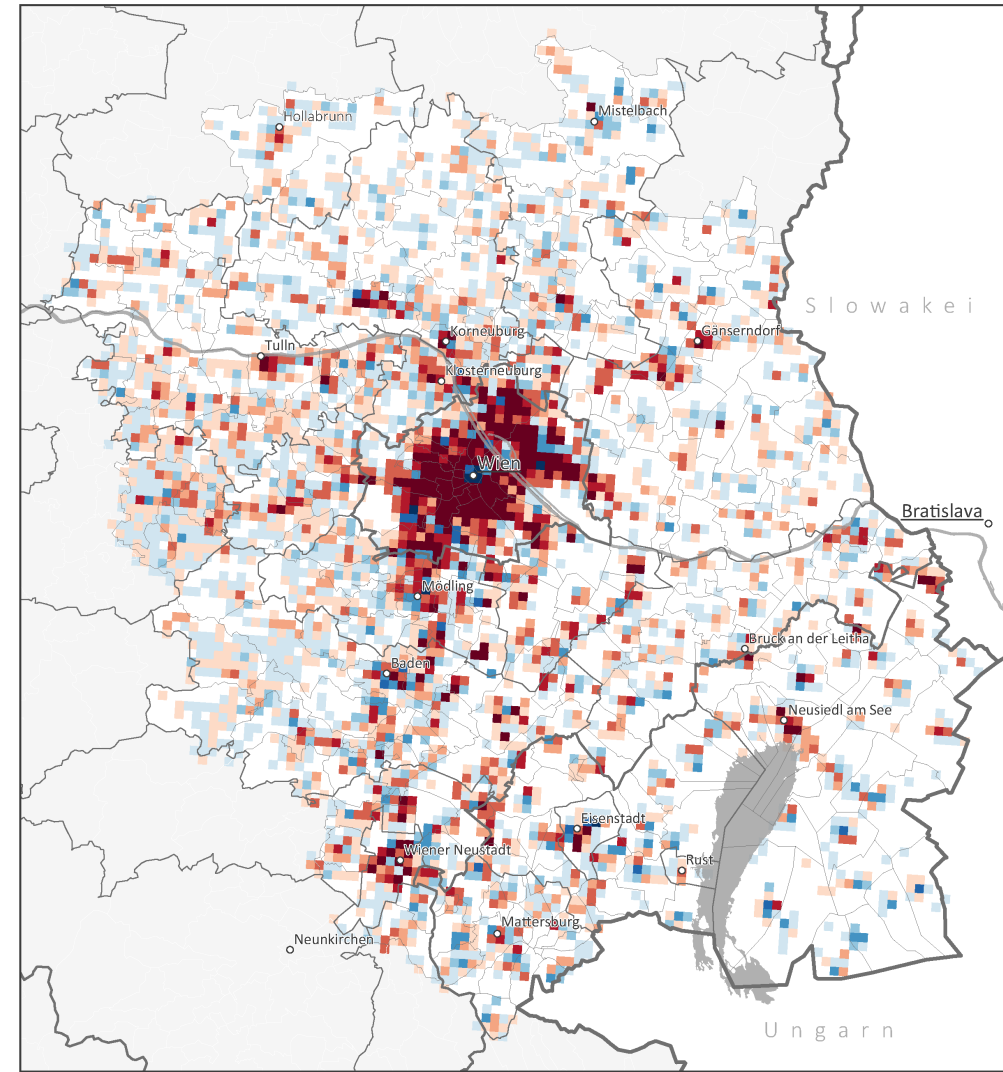 Mistelbach
Hollabrunn
Slowakei
Korneuburg
Gänserndorf
Tulln
Klosterneuburg
Wien
Bratislava
Mödling
Bruck an der Leitha
Baden
Neusiedl am See
Eisenstadt
Wiener Neustadt
Rust
Mattersburg
Neunkirchen
Ungarn